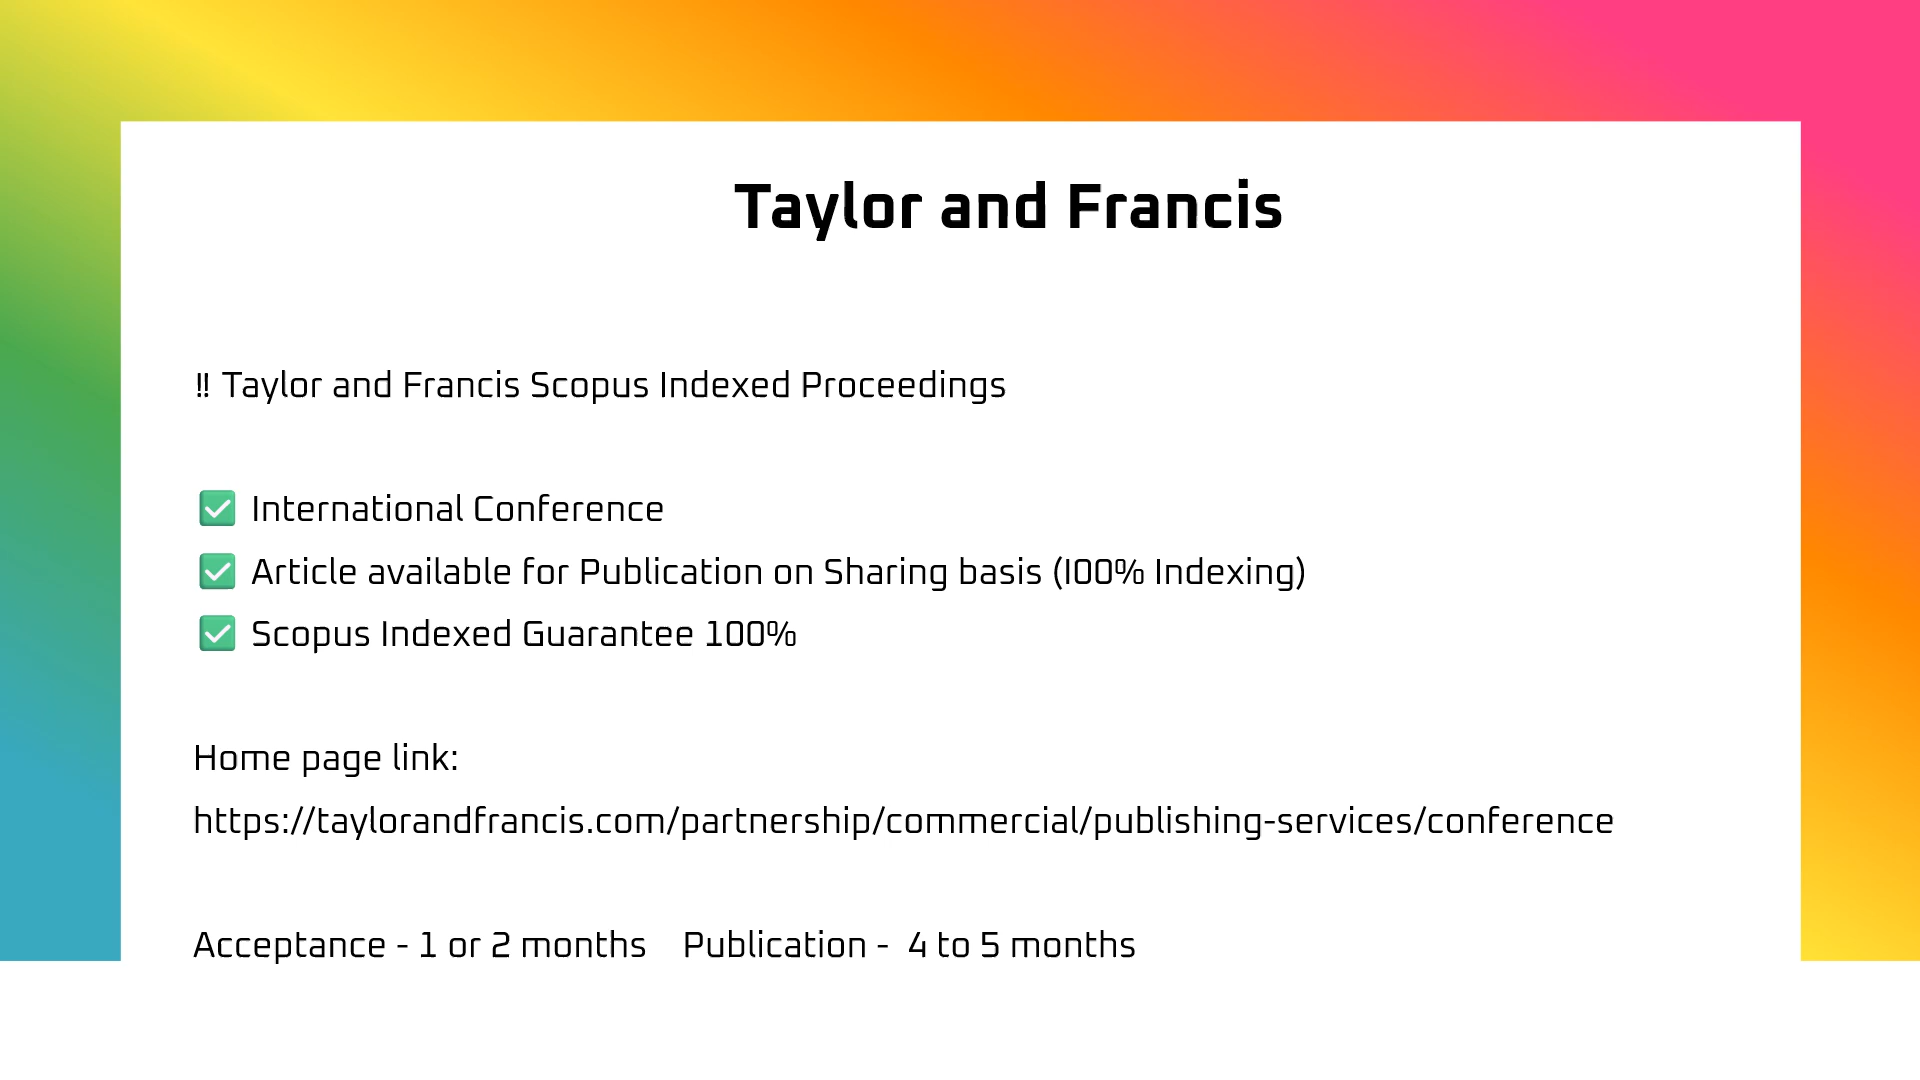 Taylor and Francis
‼ Taylor and Francis Scopus Indexed Proceedings
✅ International Conference
✅ Article available for Publication on Sharing basis (I00% Indexing)
✅ Scopus Indexed Guarantee 100%
Home page link:
https://taylorandfrancis.com/partnership/commercial/publishing-services/conference
Acceptance - 1 or 2 months    Publication -  4 to 5 months